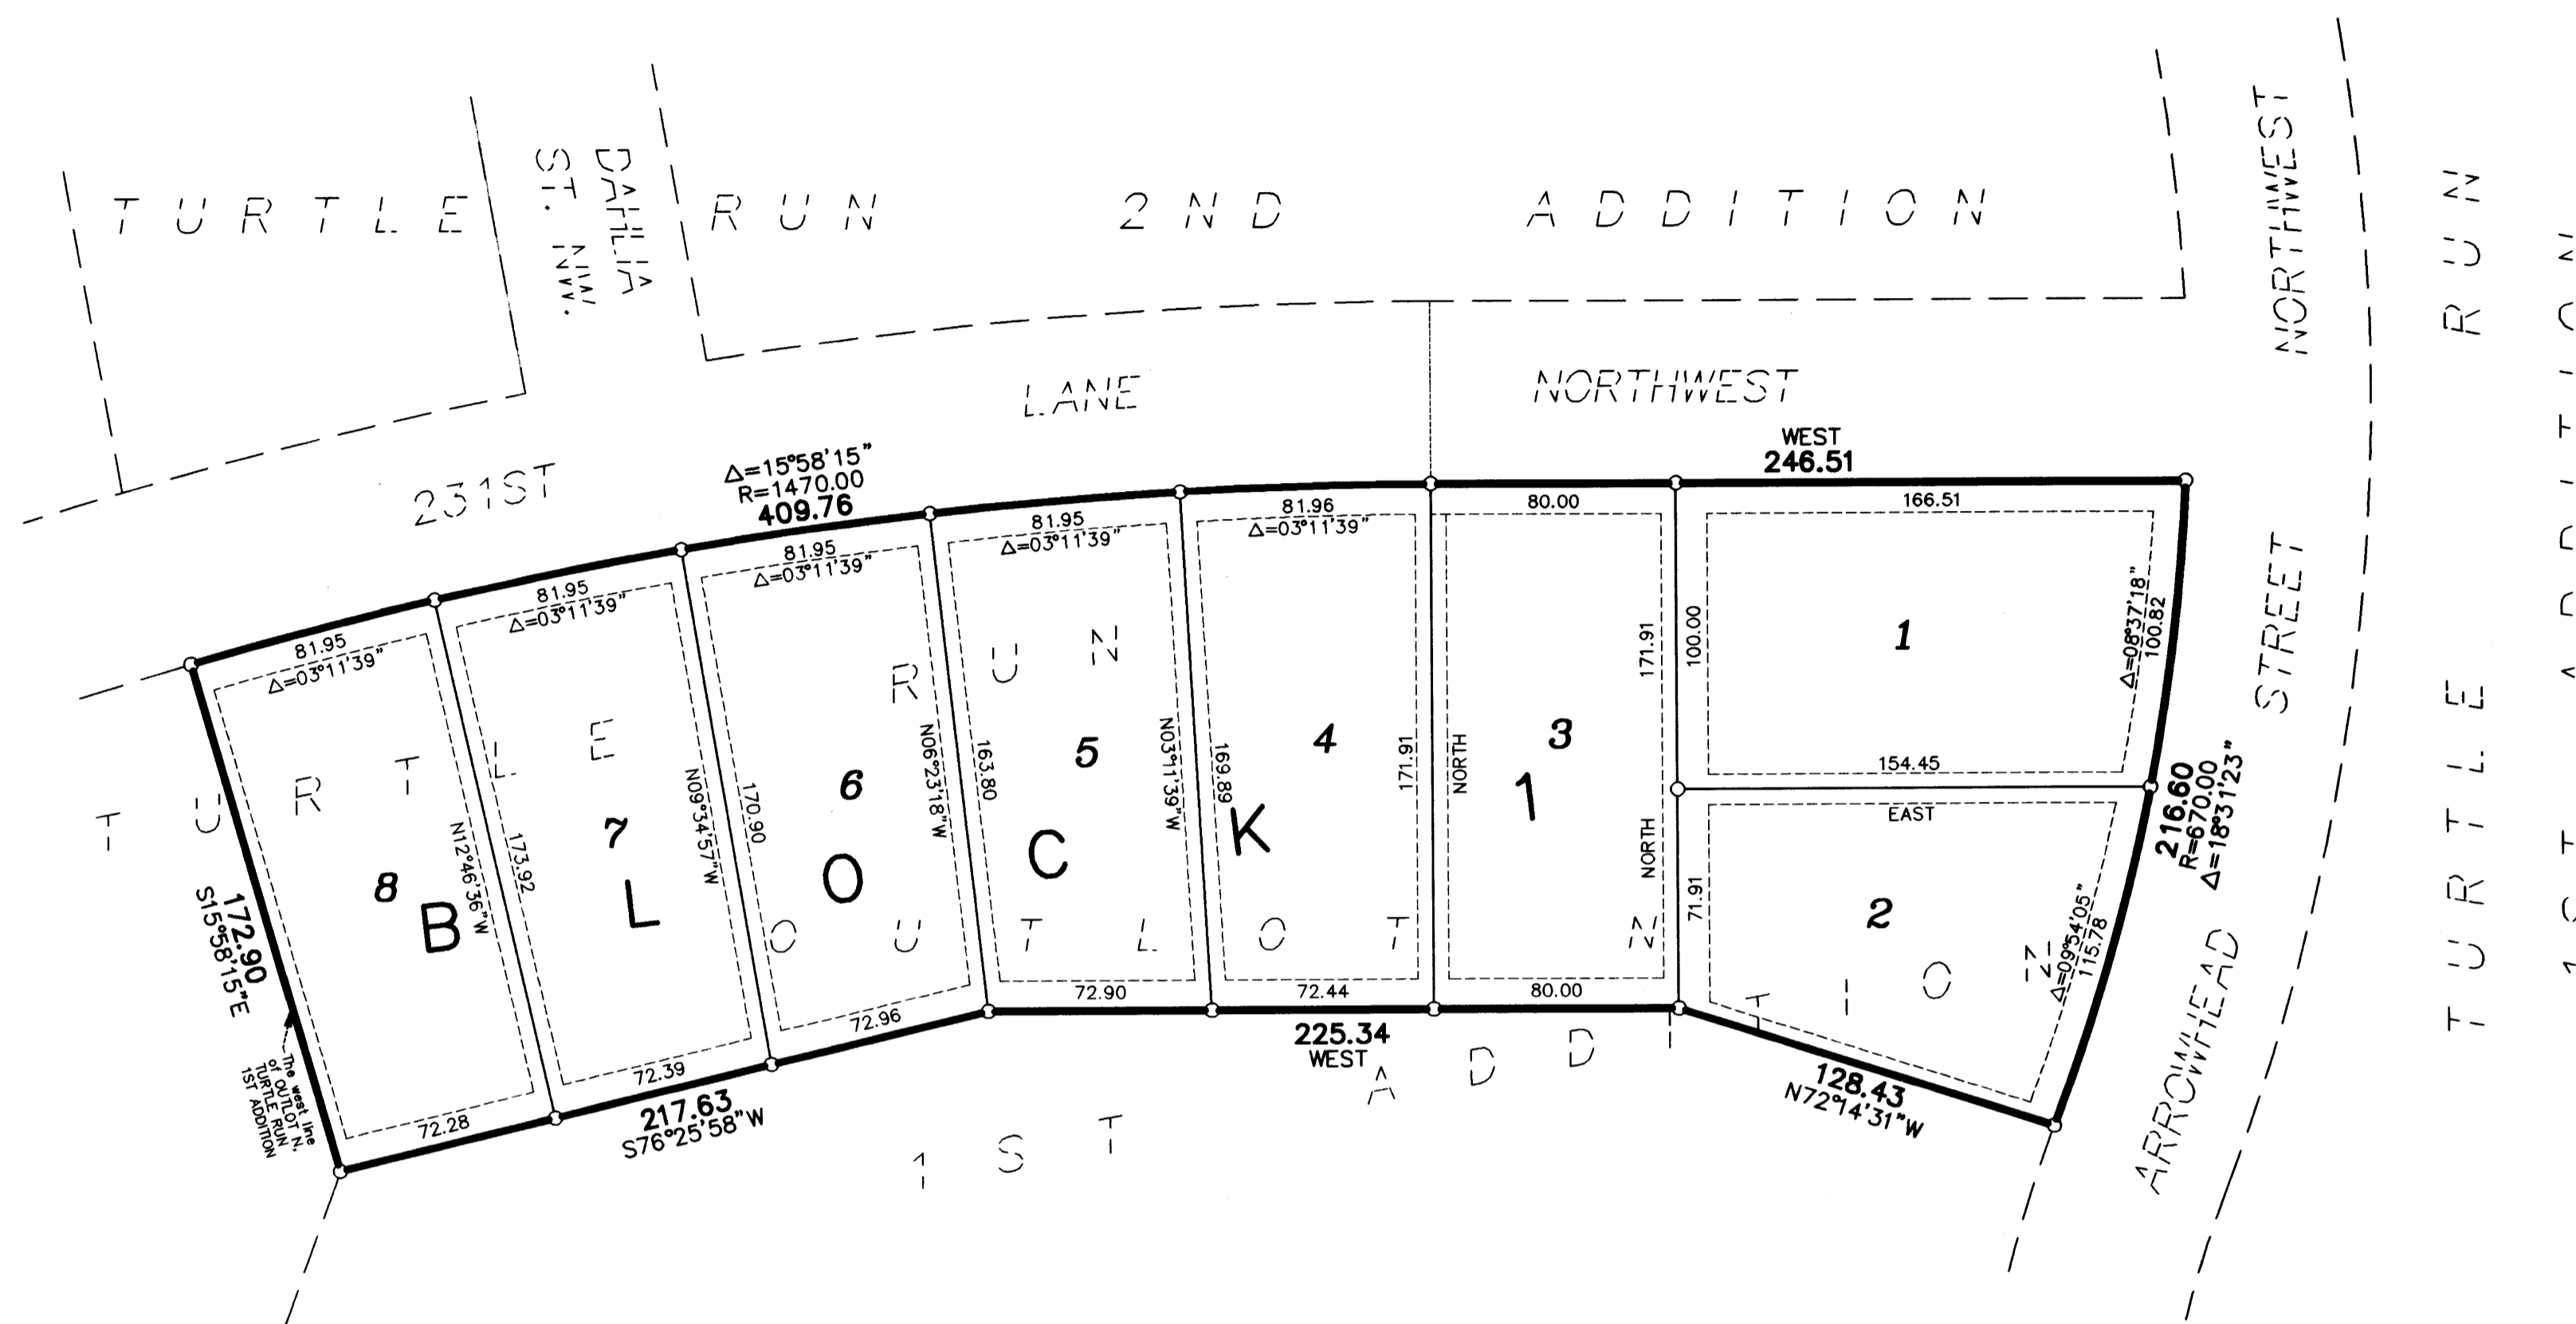 TURTLE RUN 2ND ADDITION
DAHLIA
ST. NW.
NORTHWEST
TURTLE RUN
231ST LANE NORTHWEST
Δ=15°58'15"
R=1470.00
409.76
WEST
246.51
81.95
Δ=03°11'39"
81.95
Δ=03°11'39"
81.95
Δ=03°11'39"
81.95
Δ=03°11'39"
81.96
Δ=03°11'39"
80.00
166.51
TURTLE RUN
8
7
6
5
4
3
1
2
BLOCK 1
OUTLOT N
172.90
S15°58'15"E
The west line
of OUTLOT N,
TURTLE RUN
1ST ADDITION
N12°46'36"W
173.92
N09°34'57"W
170.90
N06°23'18"W
163.80
N03°11'39"W
169.89
171.91
NORTH
171.91
NORTH
100.00
71.91
Δ=08°37'18"
100.82
154.45
EAST
Δ=09°54'05"
115.78
216.60
R=670.00
Δ=18°31'23"
72.28
72.39
72.96
72.90
72.44
80.00
217.63
S76°25'58"W
225.34
WEST
128.43
N72°14'31"W
1ST ADDITION
ARROWHEAD STREET